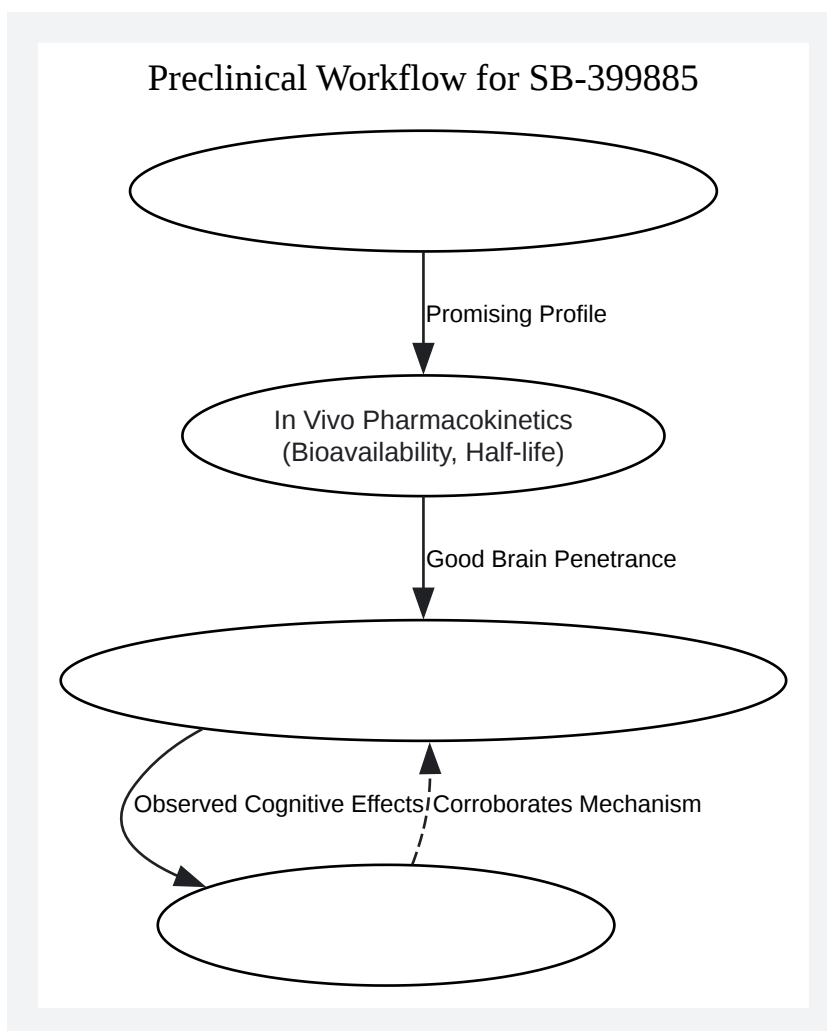 Preclinical Workflow for SB-399885
Promising Profile
In Vivo Pharmacokinetics
(Bioavailability, Half-life)
Good Brain Penetrance
Observed Cognitive Effects
Corroborates Mechanism